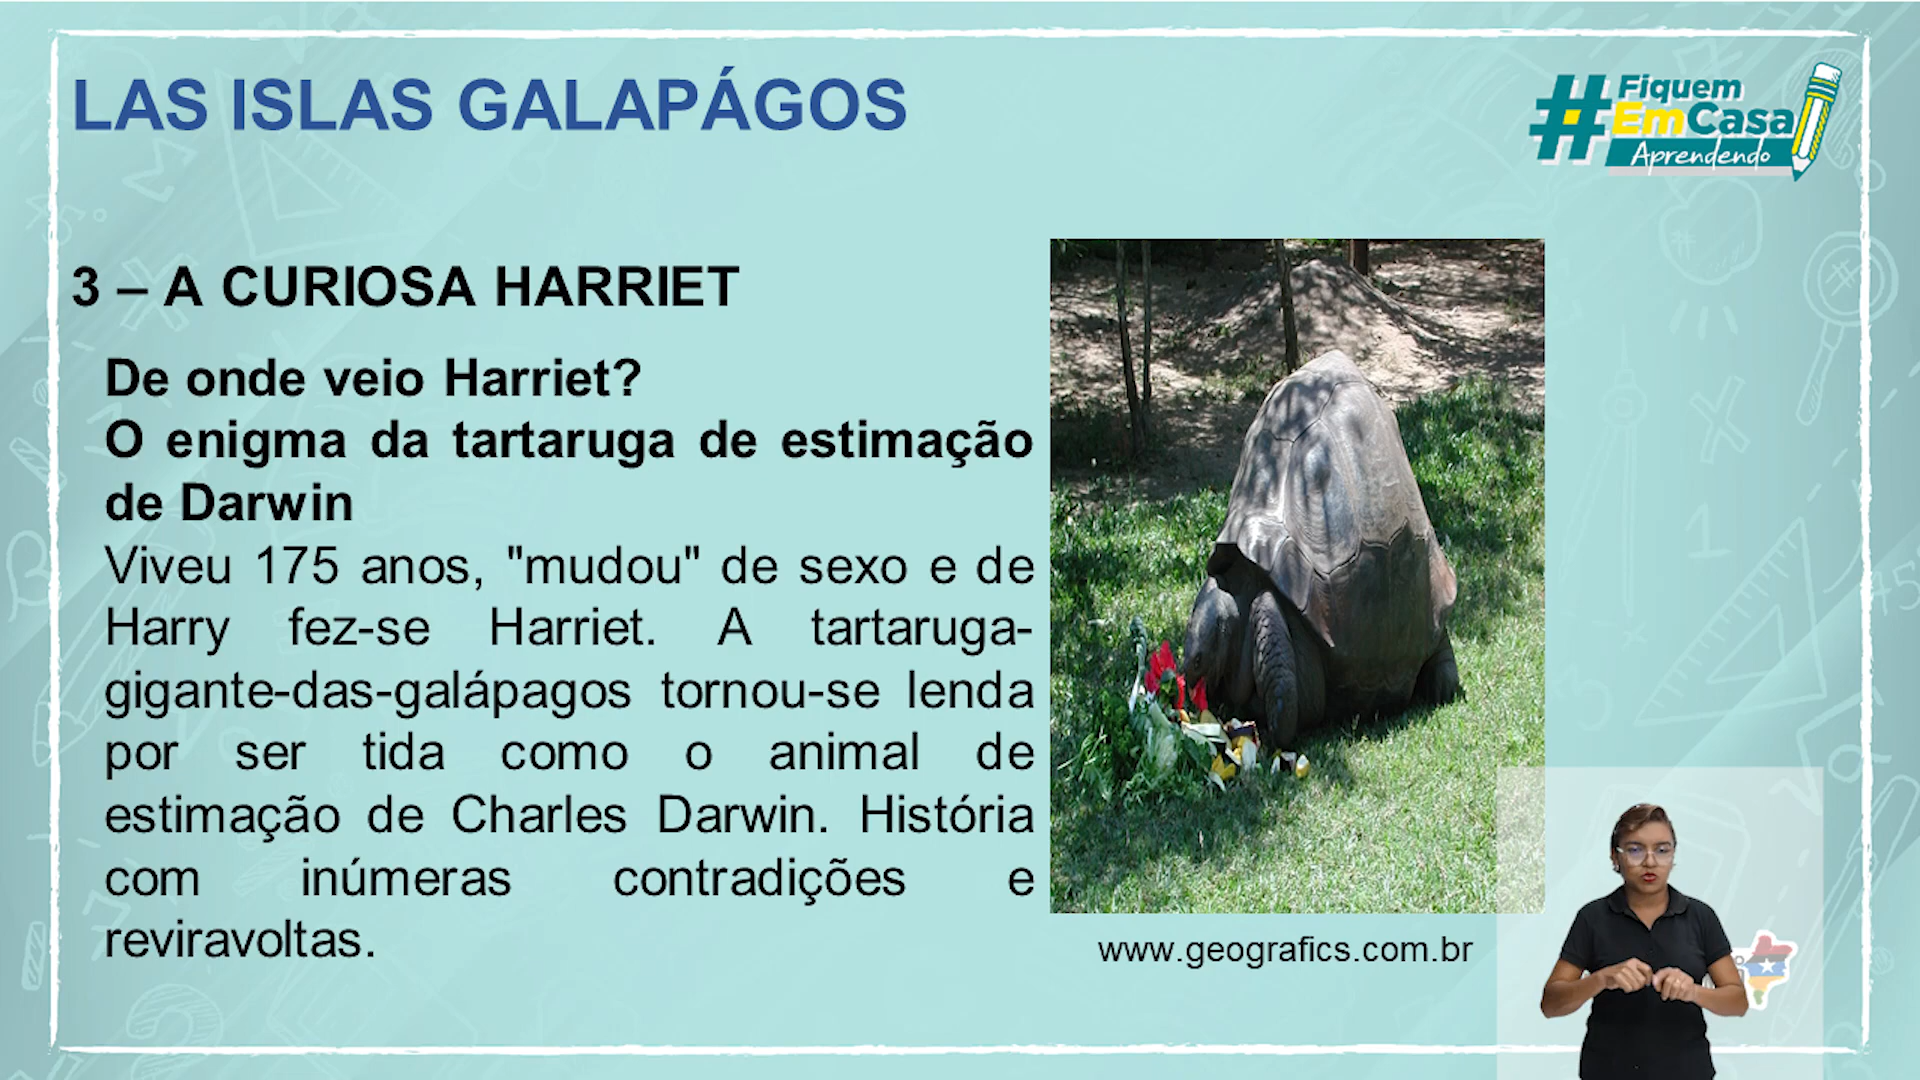 LAS ISLAS GALAPÁGOS
#Fiquem
EmCasa
Aprendendo
3 – A CURIOSA HARRIET
De onde veio Harriet?
O enigma da tartaruga de estimação
de Darwin
Viveu 175 anos, "mudou" de sexo e de
Harry fez-se Harriet. A tartaruga-
gigante-das-galápagos tornou-se lenda
por ser tida como o animal de
estimação de Charles Darwin. História
com inúmeras contradições e
reviravoltas.
www.geografics.com.br